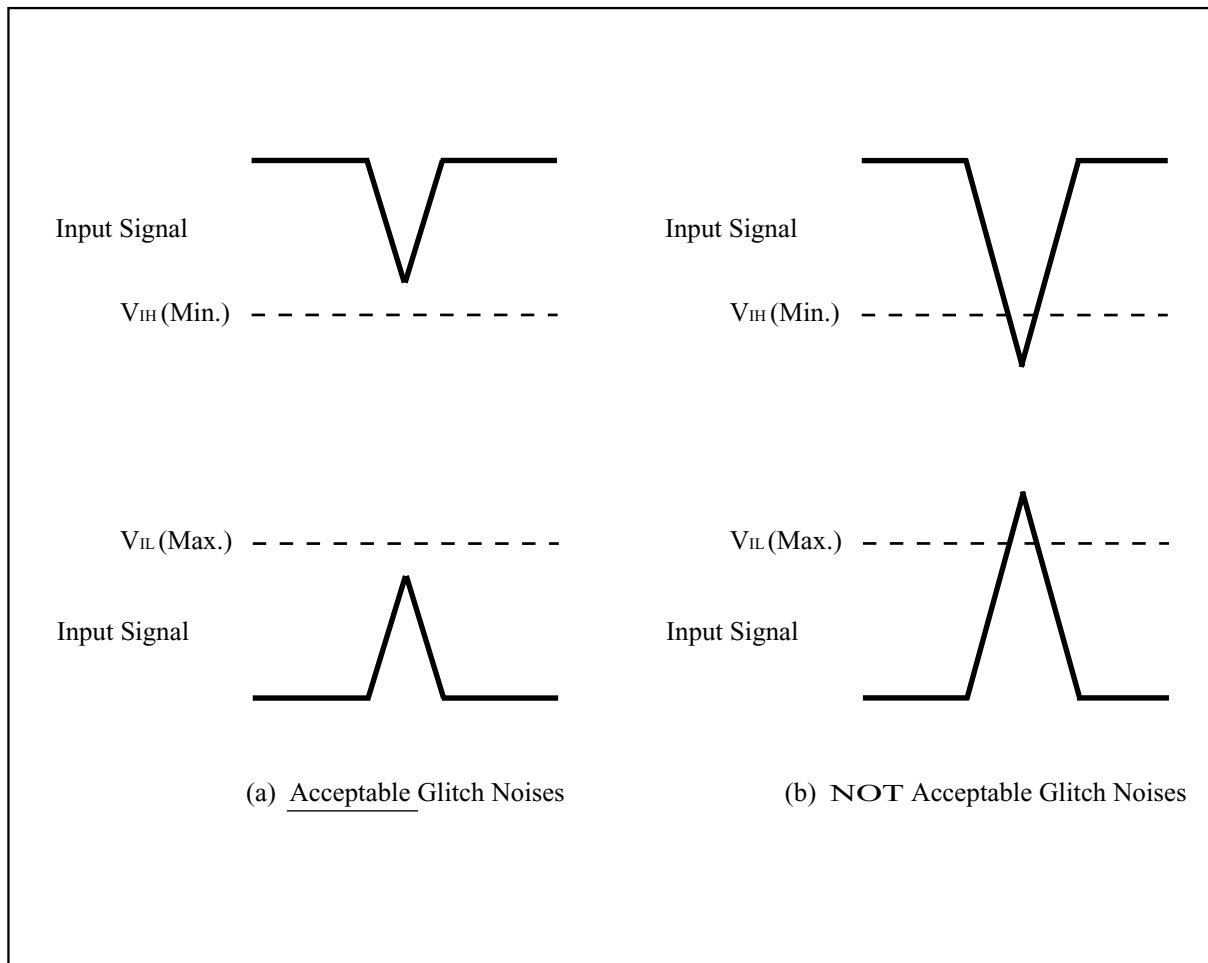 Input Signal
VIH (Min.)
VIL (Max.)
Input Signal
(a) Acceptable Glitch Noises
Input Signal
VIH (Min.)
VIL (Max.)
Input Signal
(b) NOT Acceptable Glitch Noises